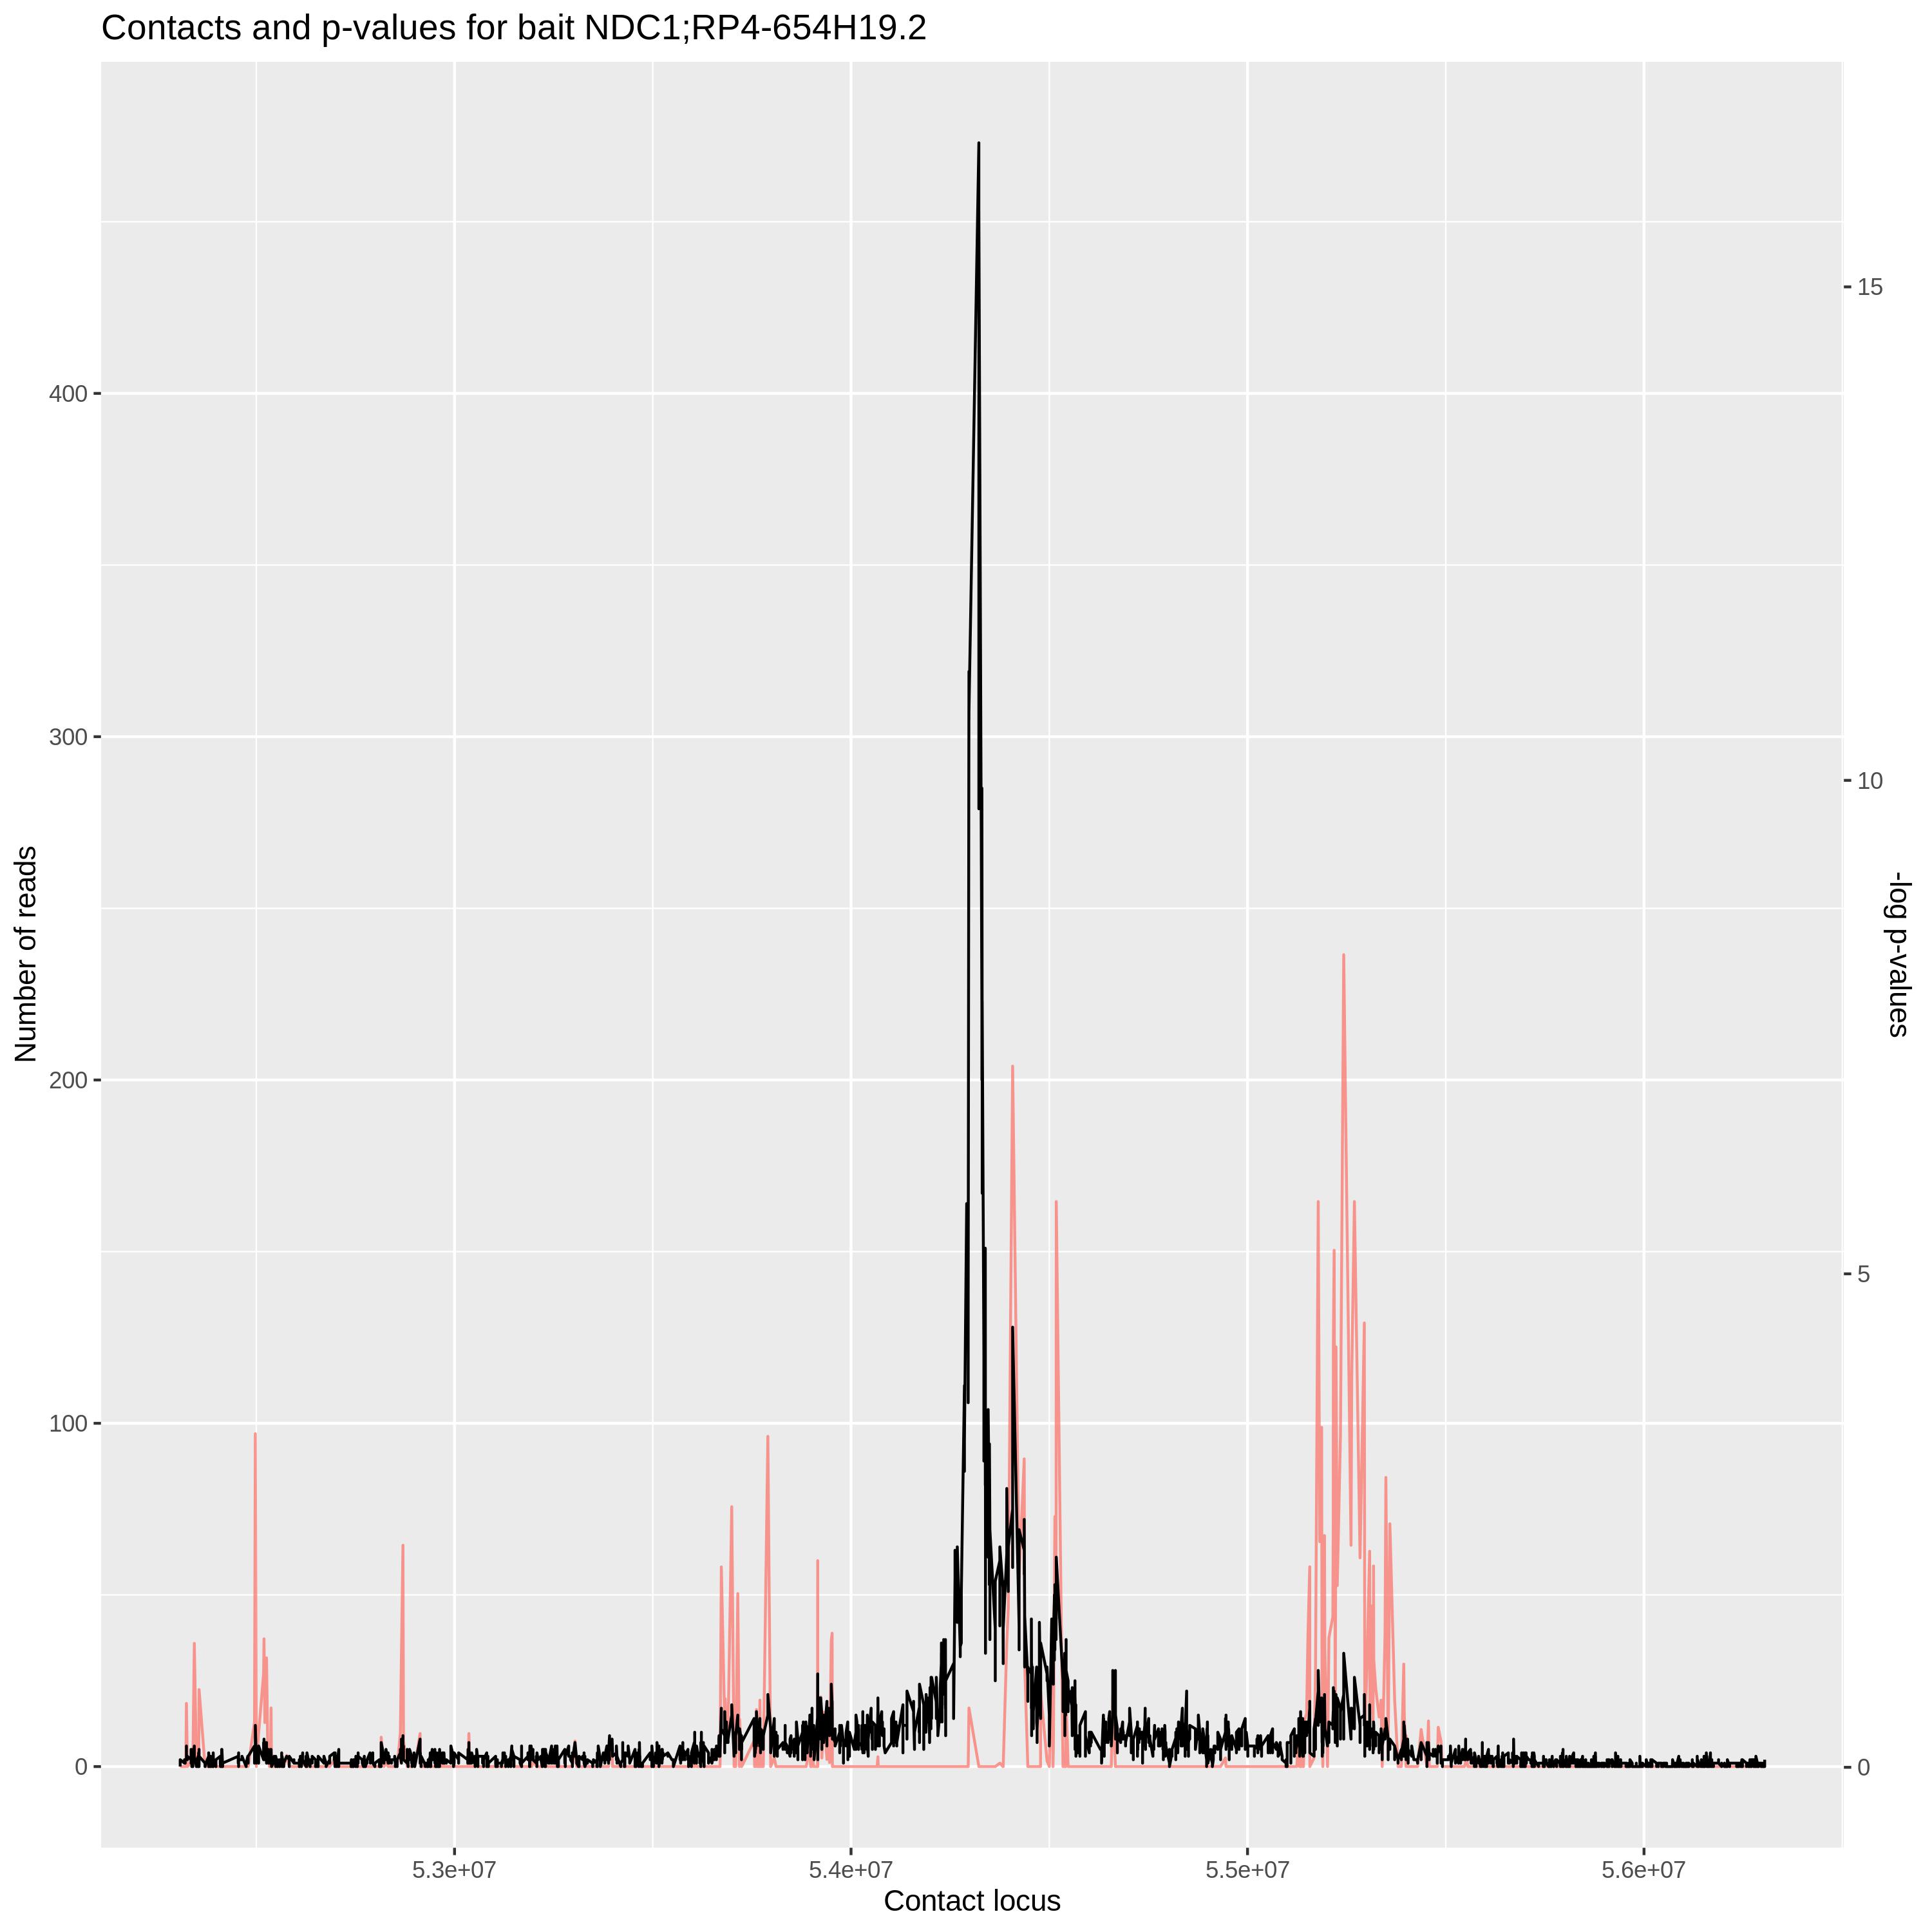 Contacts and p-values for bait NDC1;RP4-654H19.2
Number of reads
400
300
200
100
0
15
10
5
0
-log p-values
5.3e+07
5.4e+07
5.5e+07
5.6e+07
Contact locus